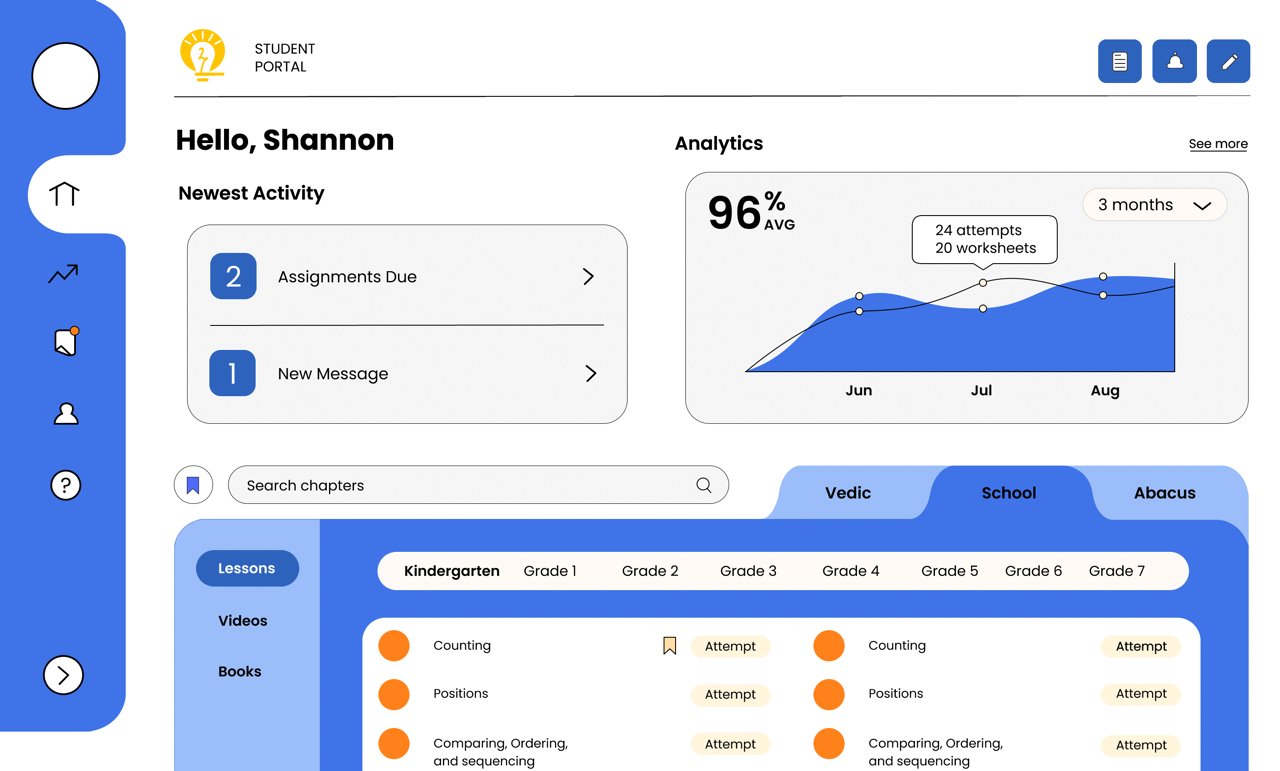 STUDENT
PORTAL
Hello, Shannon
Newest Activity
2 Assignments Due
1 New Message
Analytics
See more
96% AVG
3 months
24 attempts
20 worksheets
Jun Jul Aug
?
Search chapters
Vedic School Abacus
Lessons
Videos
Books
Kindergarten Grade 1 Grade 2 Grade 3 Grade 4 Grade 5 Grade 6 Grade 7
Counting Attempt
Positions Attempt
Comparing, Ordering,
and sequencing Attempt
Counting Attempt
Positions Attempt
Comparing, Ordering,
and sequencing Attempt